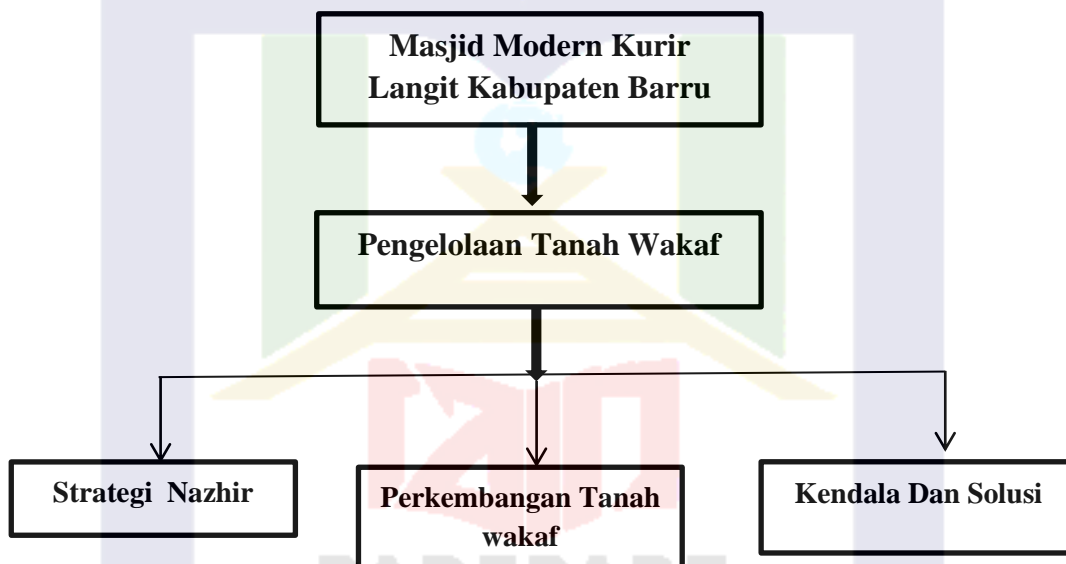 Masjid Modern Kurir
Langit Kabupaten Barru
Pengelolaan Tanah Wakaf
Strategi Nazhir
Perkembangan Tanah
wakaf
Kendala Dan Solusi